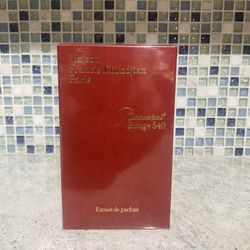 Maison
Francis Kurkdjian
Paris
Baccarat
Rouge 540
Extrait de parfum